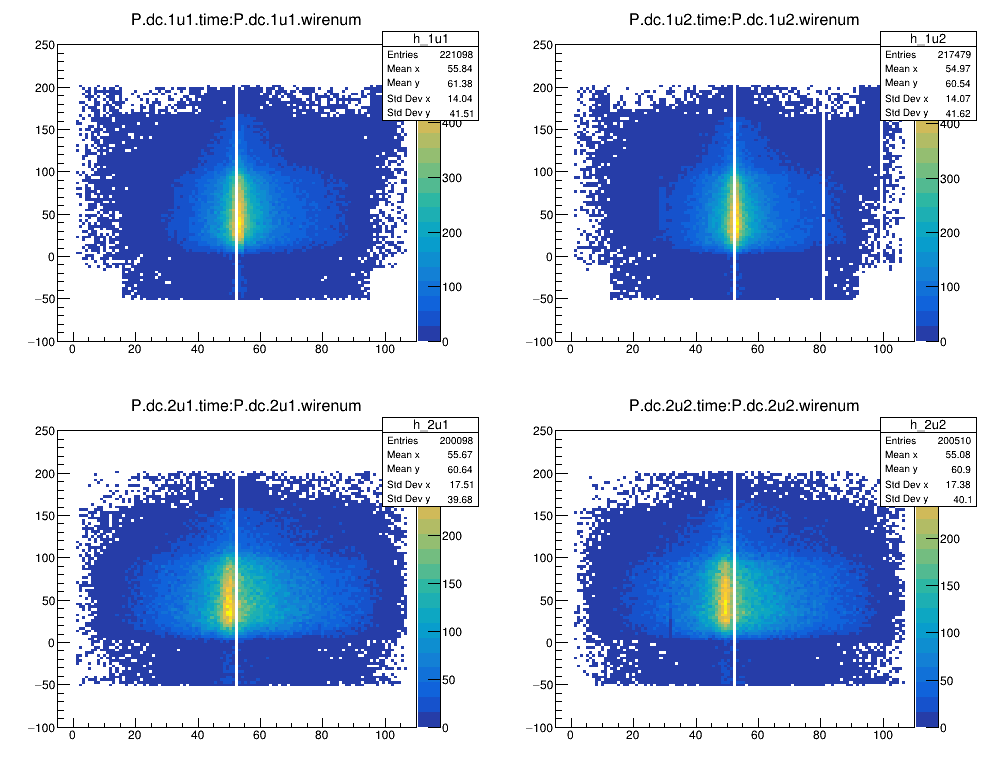 P.dc.1u1.time:P.dc.1u1.wirenum
h_1u1
Entries 221098
Mean x 55.84
Mean y 61.38
Std Dev x 14.04
Std Dev y 41.51
250
200
150
100
50
0
−50
−100
0 20 40 60 80 100
400
300
200
100
0
P.dc.1u2.time:P.dc.1u2.wirenum
h_1u2
Entries 217479
Mean x 54.97
Mean y 60.54
Std Dev x 14.07
Std Dev y 41.62
250
200
150
100
50
0
−50
−100
0 20 40 60 80 100
400
300
200
100
0
P.dc.2u1.time:P.dc.2u1.wirenum
h_2u1
Entries 200098
Mean x 55.67
Mean y 60.64
Std Dev x 17.51
Std Dev y 39.68
250
200
150
100
50
0
−50
−100
0 20 40 60 80 100
200
150
100
50
0
P.dc.2u2.time:P.dc.2u2.wirenum
h_2u2
Entries 200510
Mean x 55.08
Mean y 60.9
Std Dev x 17.38
Std Dev y 40.1
250
200
150
100
50
0
−50
−100
0 20 40 60 80 100
200
150
100
50
0